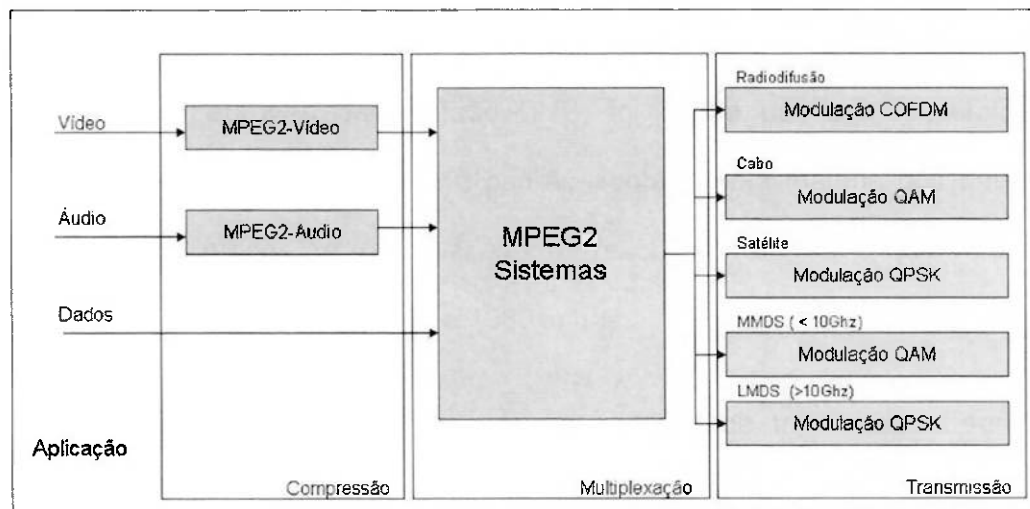 Vídeo
Áudio
Dados
Aplicação
MPEG2-Vídeo
MPEG2-Áudio
Compressão
MPEG2
Sistemas
Multiplexação
Radiodifusão
Modulação COFDM
Cabo
Modulação QAM
Satélite
Modulação QPSK
MMDS ( < 10Ghz)
Modulação QAM
LMDS (>10Ghz)
Modulação QPSK
Transmissão